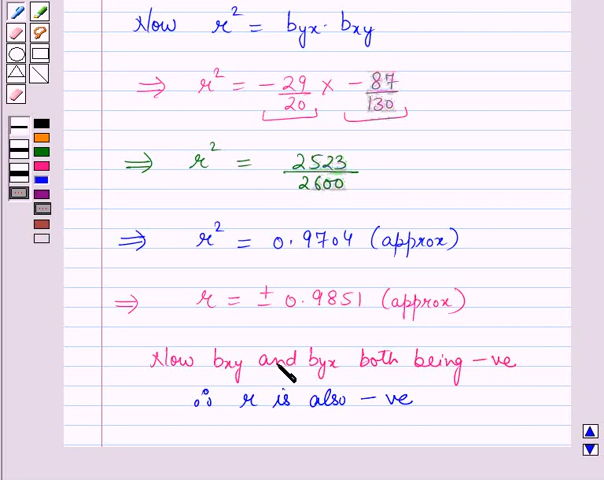 Now r² = byx · bxy
⇒ r² = -29/20 × -87/130
⇒ r² = 2523/2600
⇒ r² = 0.9704 (approx)
⇒ r = ± 0.9851 (approx)
Now bxy and byx both being -ve
∴ r is also -ve